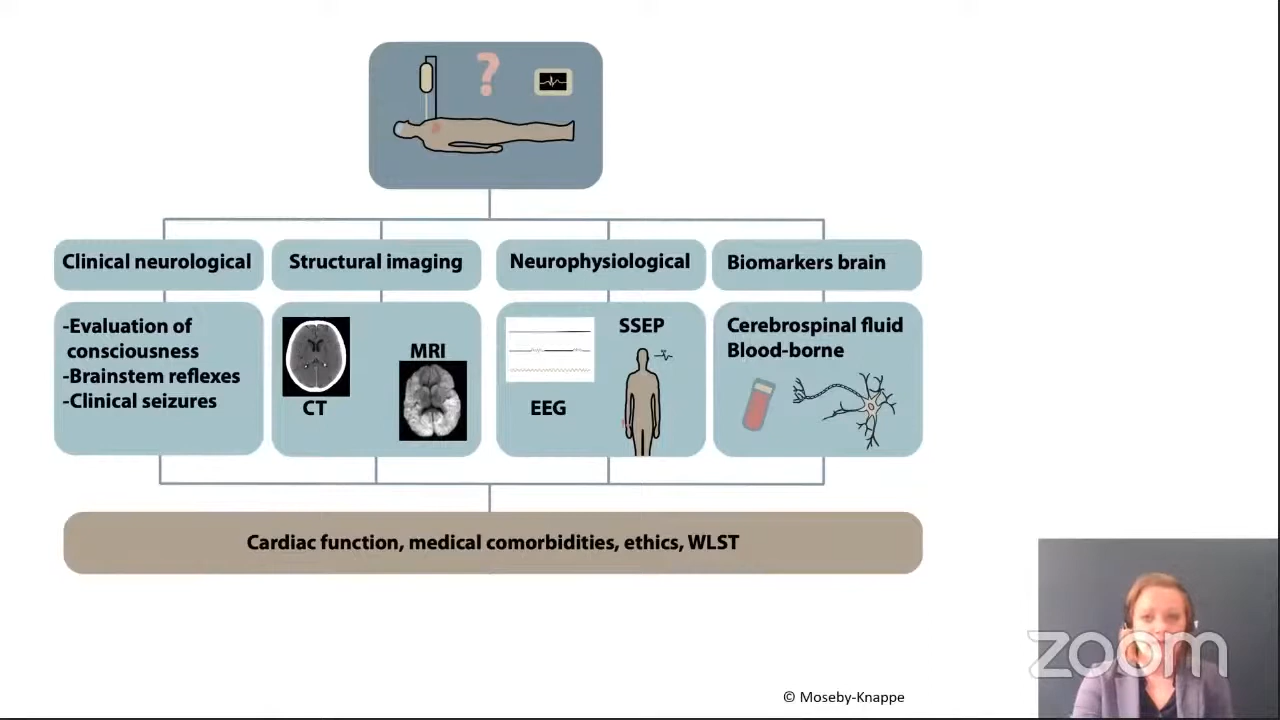 ?
Clinical neurological
Structural imaging
Neurophysiological
Biomarkers brain
-Evaluation of
consciousness
-Brainstem reflexes
-Clinical seizures
MRI
CT
SSEP
EEG
Cerebrospinal fluid
Blood-borne
Cardiac function, medical comorbidities, ethics, WLST
© Moseby-Knappe
zoom